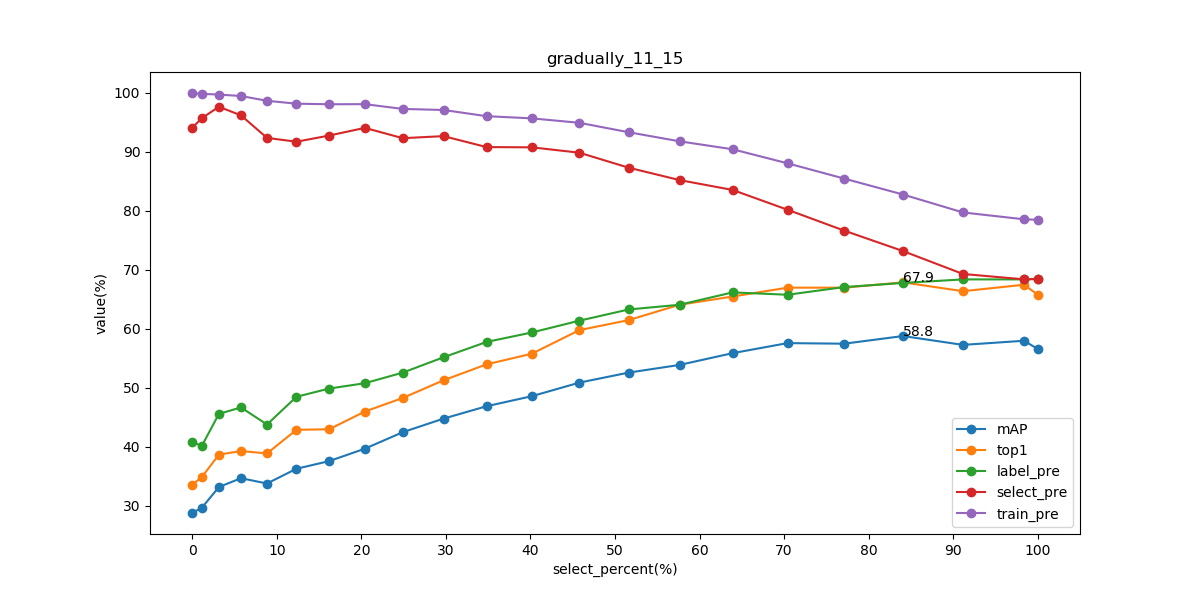 gradually_11_15
value(%)
100
90
80
70
60
50
40
30
67.9
58.8
mAP
top1
label_pre
select_pre
train_pre
0 10 20 30 40 50 60 70 80 90 100
select_percent(%)